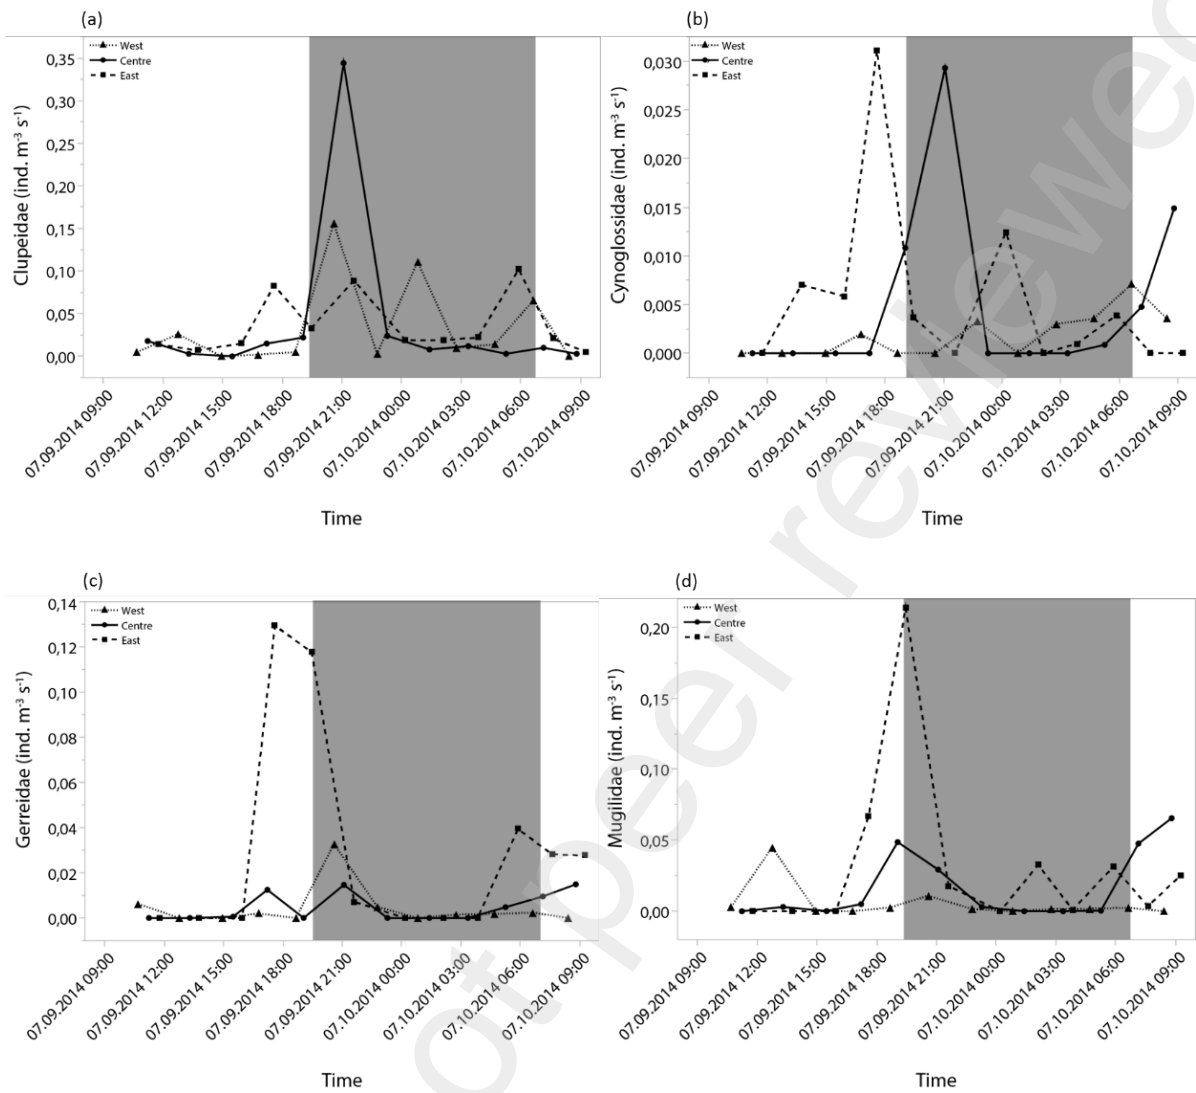 (a)
West
Centre
East
Clupeidae (ind. m⁻³ s⁻¹)
0,35
0,30
0,25
0,20
0,15
0,10
0,05
0,00
07.09.2014 09:00
07.09.2014 12:00
07.09.2014 15:00
07.09.2014 18:00
07.09.2014 21:00
07.10.2014 00:00
07.10.2014 03:00
07.10.2014 06:00
07.10.2014 09:00
Time
(b)
West
Centre
East
Cynoglossidae (ind. m⁻³ s⁻¹)
0,030
0,025
0,020
0,015
0,010
0,005
0,000
07.09.2014 09:00
07.09.2014 12:00
07.09.2014 15:00
07.09.2014 18:00
07.09.2014 21:00
07.10.2014 00:00
07.10.2014 03:00
07.10.2014 06:00
07.10.2014 09:00
Time
(c)
West
Centre
East
Gerreidae (ind. m⁻³ s⁻¹)
0,14
0,12
0,10
0,08
0,06
0,04
0,02
0,00
07.09.2014 09:00
07.09.2014 12:00
07.09.2014 15:00
07.09.2014 18:00
07.09.2014 21:00
07.10.2014 00:00
07.10.2014 03:00
07.10.2014 06:00
07.10.2014 09:00
Time
(d)
West
Centre
East
Mugilidae (ind. m⁻³ s⁻¹)
0,20
0,15
0,10
0,05
0,00
07.09.2014 09:00
07.09.2014 12:00
07.09.2014 15:00
07.09.2014 18:00
07.09.2014 21:00
07.10.2014 00:00
07.10.2014 03:00
07.10.2014 06:00
07.10.2014 09:00
Time
ot peer reviewed